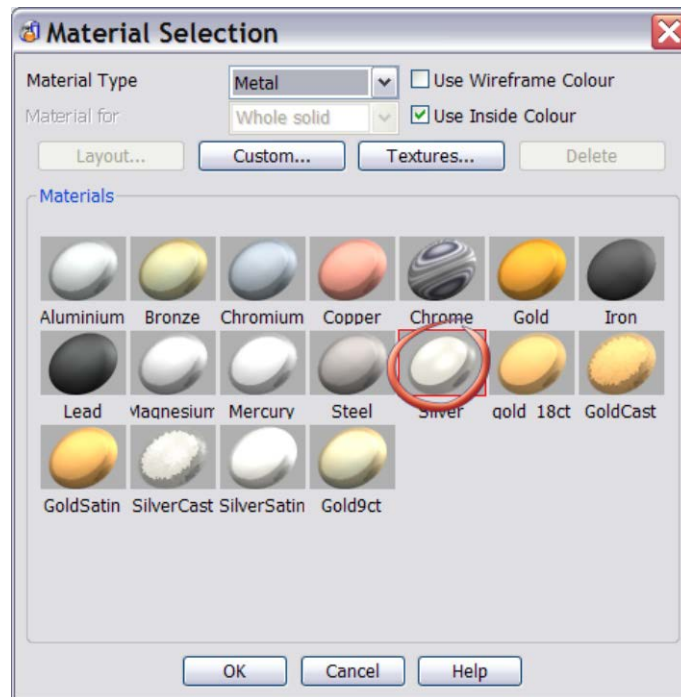 Material Selection
Material Type Metal Use Wireframe Colour
Material for Whole solid Use Inside Colour
Layout... Custom... Textures... Delete
Materials
Aluminium Bronze Chromium Copper Chrome Gold Iron
Lead Magnesium Mercury Steel Silver gold 18ct GoldCast
GoldSatin SilverCast SilverSatin Gold9ct
OK Cancel Help